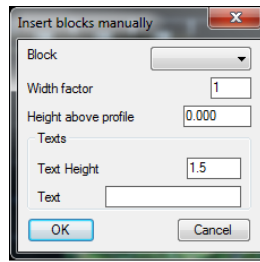 Insert blocks manually
Block
Width factor 1
Height above profile 0.000
Texts
Text Height 1.5
Text
OK Cancel